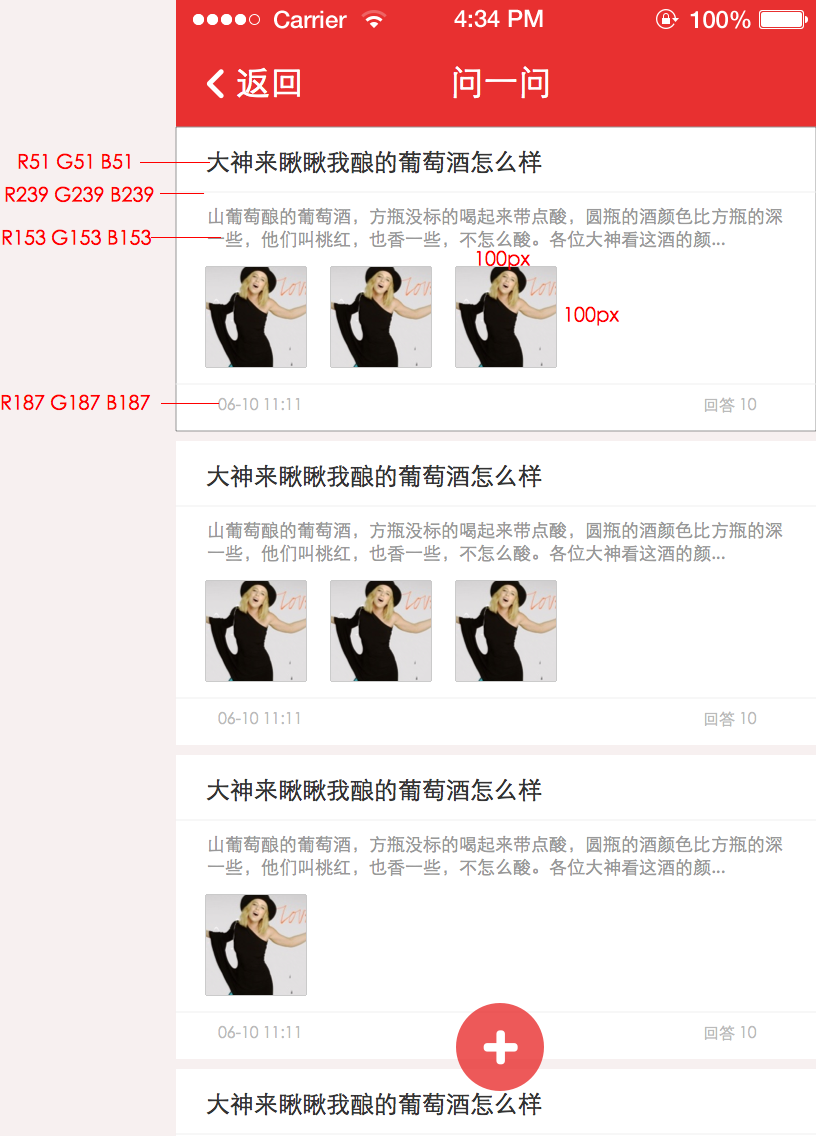 Carrier 4:34 PM 100%
返回 问一问
R51 G51 B51 大神来瞅瞅我酿的葡萄酒怎么样
R239 G239 B239
山葡萄酿的葡萄酒，方瓶没标的喝起来带点酸，圆瓶的酒颜色比方瓶的深
R153 G153 B153 一些，他们叫桃红，也香一些，不怎么酸。各位大神看这酒的颜...
100px
100px
R187 G187 B187 06-10 11:11 回答 10
大神来瞅瞅我酿的葡萄酒怎么样
山葡萄酿的葡萄酒，方瓶没标的喝起来带点酸，圆瓶的酒颜色比方瓶的深
一些，他们叫桃红，也香一些，不怎么酸。各位大神看这酒的颜...
06-10 11:11 回答 10
大神来瞅瞅我酿的葡萄酒怎么样
山葡萄酿的葡萄酒，方瓶没标的喝起来带点酸，圆瓶的酒颜色比方瓶的深
一些，他们叫桃红，也香一些，不怎么酸。各位大神看这酒的颜...
06-10 11:11 回答 10
大神来瞅瞅我酿的葡萄酒怎么样